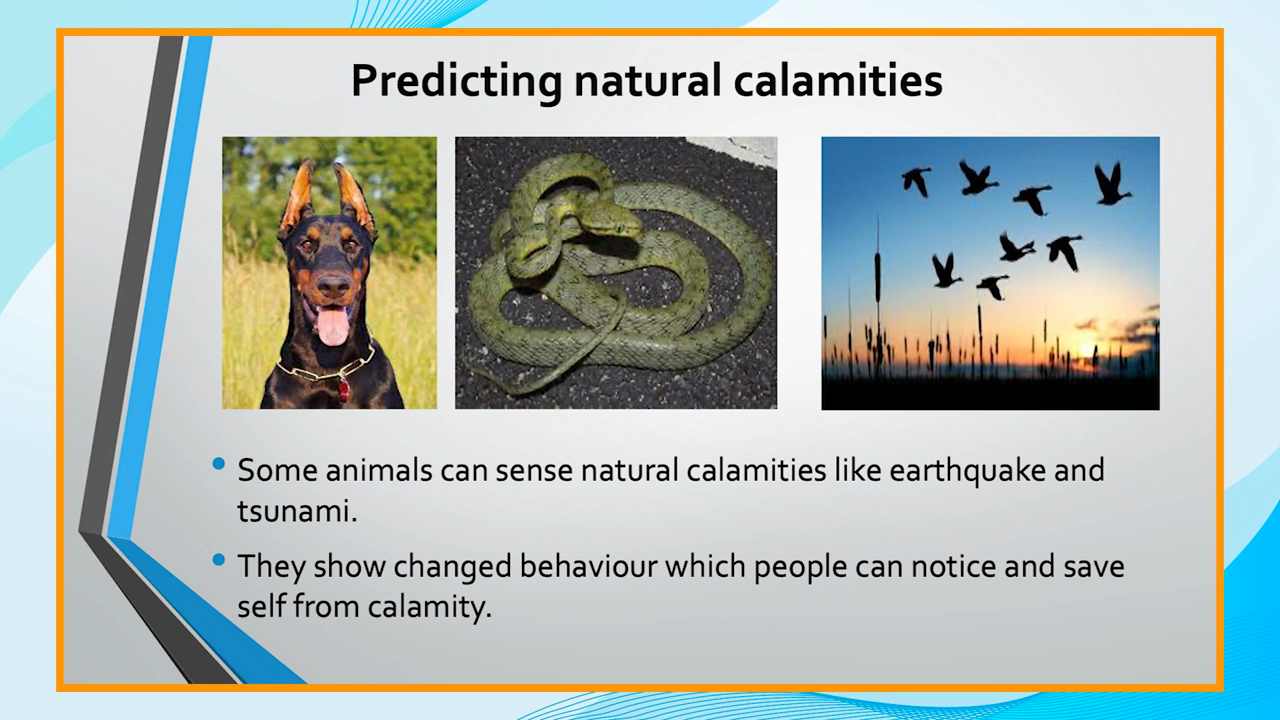 Predicting natural calamities
• Some animals can sense natural calamities like earthquake and
tsunami.
• They show changed behaviour which people can notice and save
self from calamity.